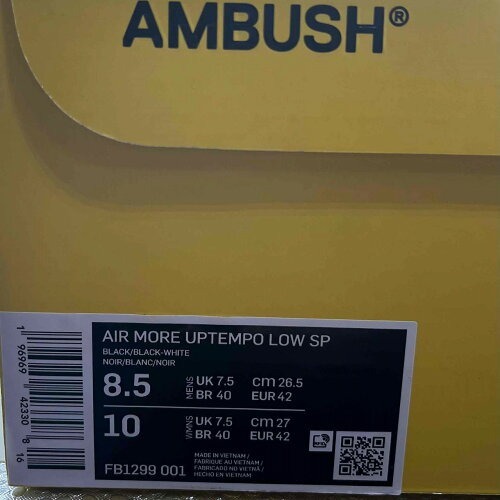 AMBUSH®
AIR MORE UPTEMPO LOW SP
BLACK/BLACK-WHITE
NOIR/BLANC/NOIR
8.5 MENS UK 7.5 cm 26.5
BR 40 EUR 42
10 W/MNS UK 7.5 cm 27
BR 40 EUR 42
FB1299 001
MADE IN VIETNAM /
FABRIQUE AU VIETNAM /
FABRICADO NO VIETNÃ /
HECHO EN VIETNAM
1 96969 42330 8 16